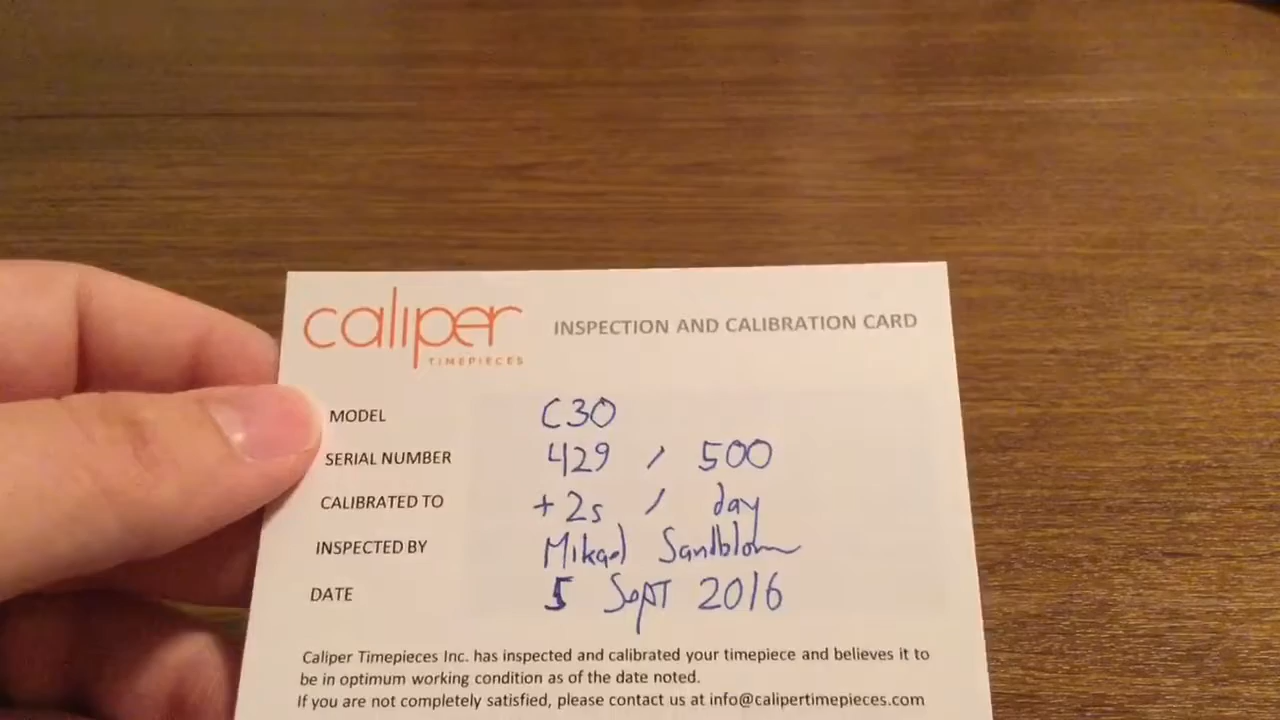 caliper
TIMEPIECES
INSPECTION AND CALIBRATION CARD
MODEL C30
SERIAL NUMBER 429 / 500
CALIBRATED TO +2s / day
INSPECTED BY Mikael Sandblom
DATE 5 Sept 2016
Caliper Timepieces Inc. has inspected and calibrated your timepiece and believes it to
be in optimum working condition as of the date noted.
If you are not completely satisfied, please contact us at info@calipertimepieces.com